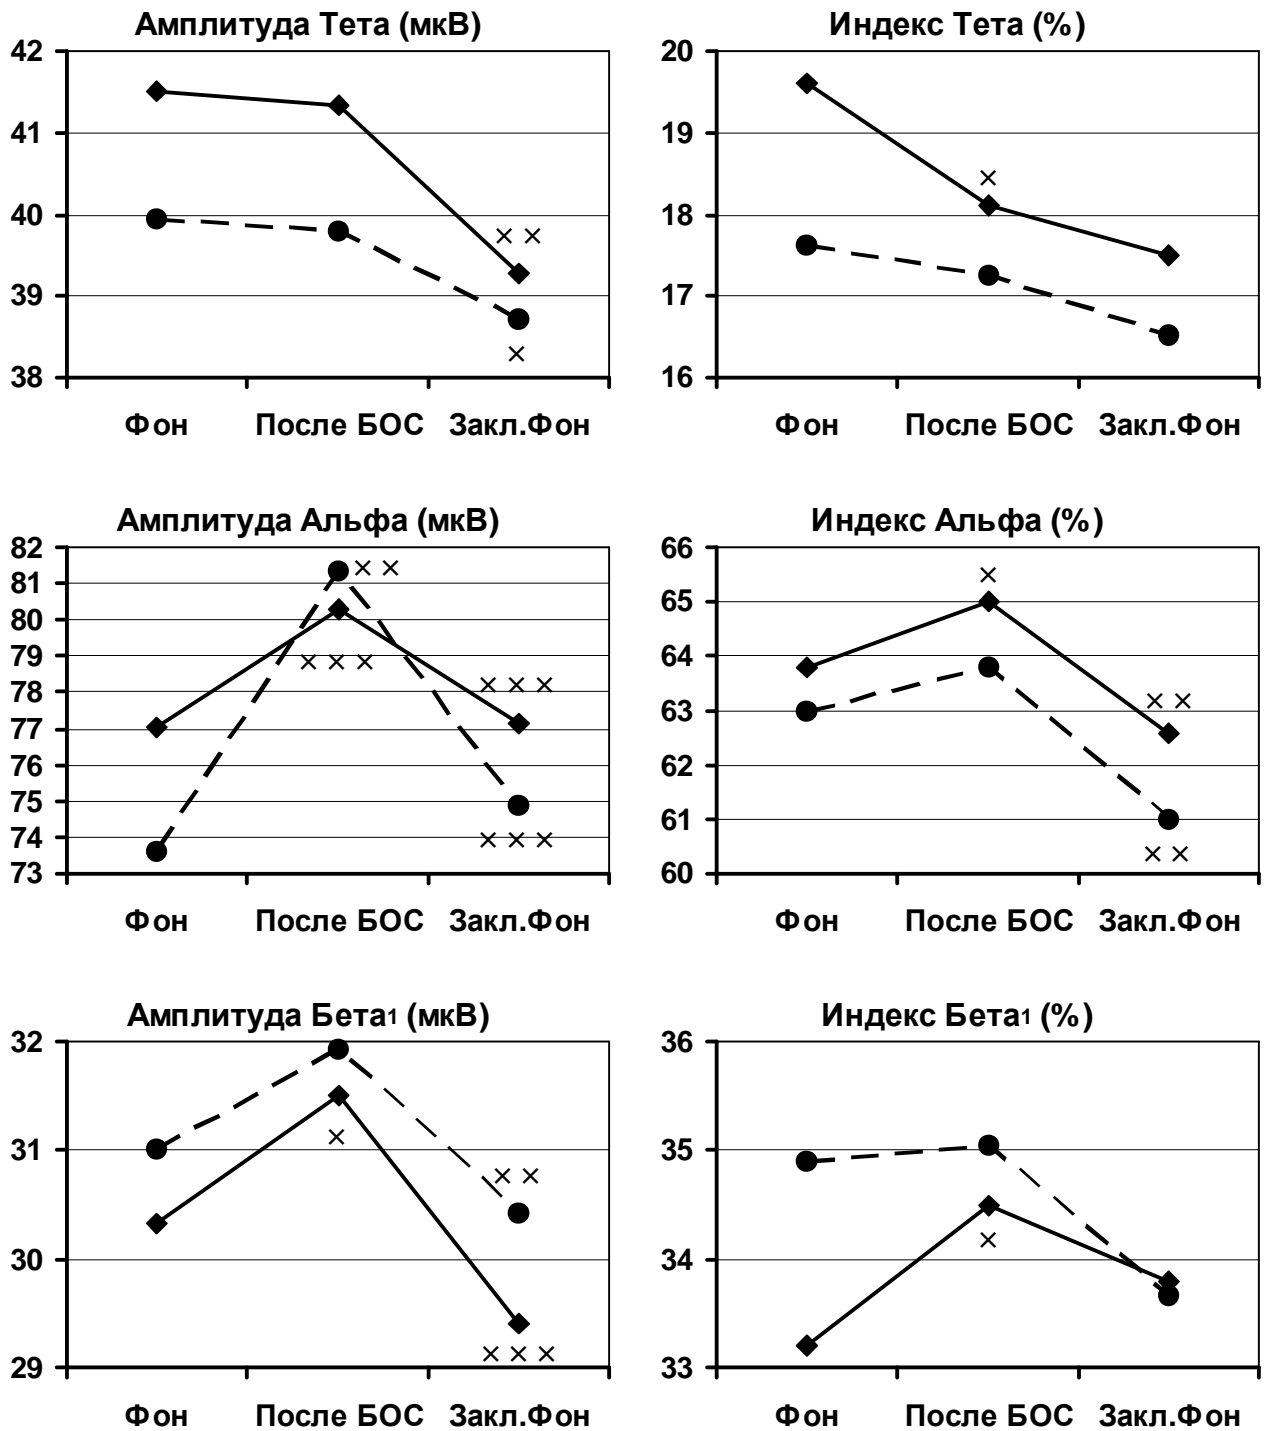 Амплитуда Тета (мкВ)
42
41
40
39
38
× ×
×
Фон После БОС Закл.Фон
Индекс Тета (%)
20
19
18
17
16
×
Фон После БОС Закл.Фон
Амплитуда Альфа (мкВ)
82
81
80
79
78
77
76
75
74
73
× ×
× × ×
× × ×
× × ×
Фон После БОС Закл.Фон
Индекс Альфа (%)
66
65
64
63
62
61
60
×
× ×
× ×
Фон После БОС Закл.Фон
Амплитуда Бета1 (мкВ)
32
31
30
29
×
× ×
× × ×
Фон После БОС Закл.Фон
Индекс Бета1 (%)
36
35
34
33
×
Фон После БОС Закл.Фон